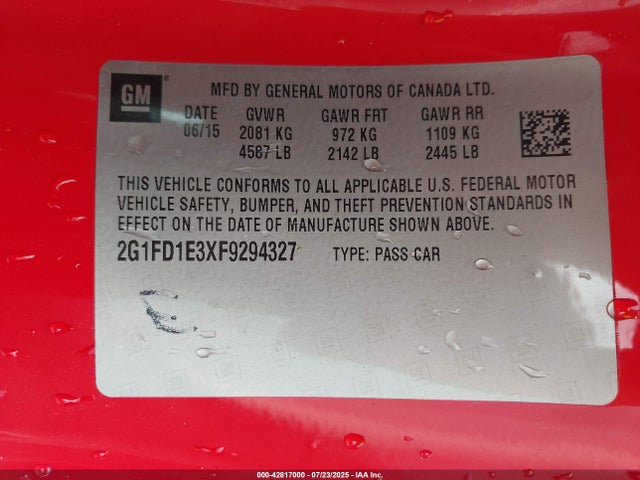 GM ®
MFD BY GENERAL MOTORS OF CANADA LTD.
DATE GVWR GAWR FRT GAWR RR
06/15 2081 KG 972 KG 1109 KG
4587 LB 2142 LB 2445 LB
THIS VEHICLE CONFORMS TO ALL APPLICABLE U.S. FEDERAL MOTOR
VEHICLE SAFETY, BUMPER, AND THEFT PREVENTION STANDARDS IN
EFFECT ON THE DATE OF MANUFACTURE SHOWN ABOVE.
2G1FD1E3XF9294327 TYPE: PASS CAR
000-42817000 - 07/23/2025 - IAA Inc.